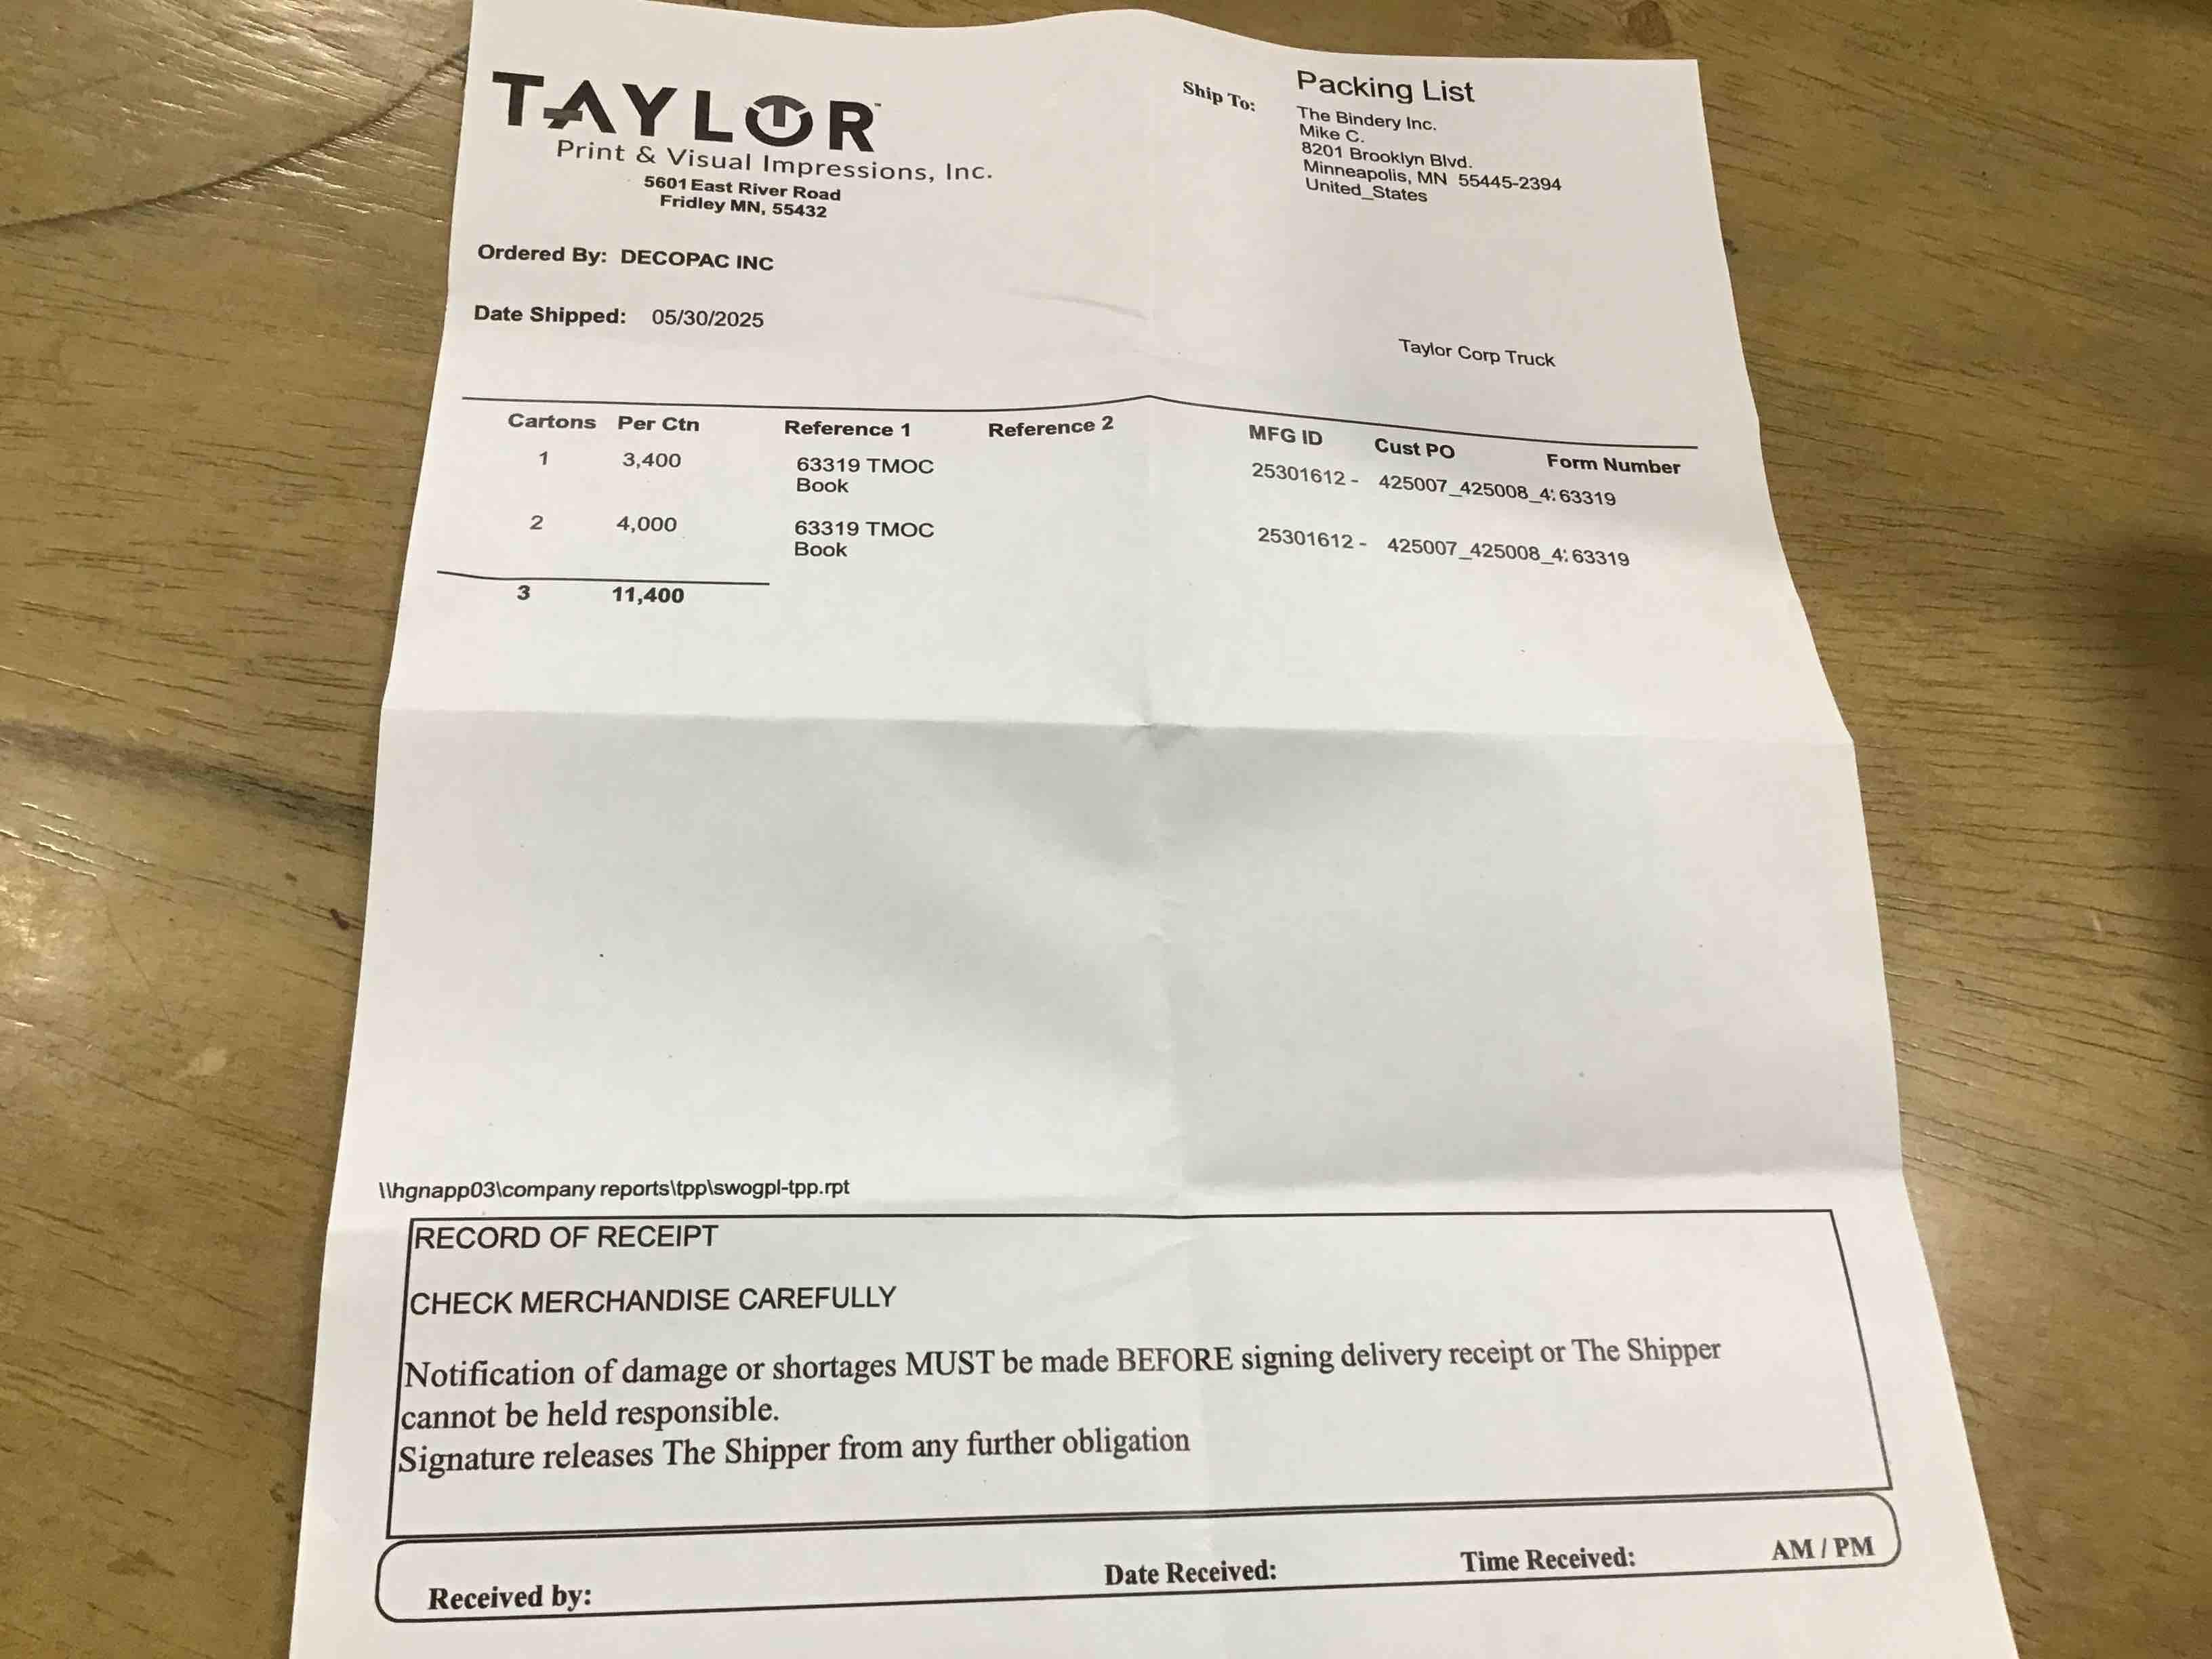 TAYLOR™
Print & Visual Impressions, Inc.
5601 East River Road
Fridley MN, 55432
Ship To:
Packing List
The Bindery Inc.
Mike C.
8201 Brooklyn Blvd.
Minneapolis, MN 55445-2394
United_States
Ordered By: DECOPAC INC
Date Shipped: 05/30/2025
Taylor Corp Truck
Cartons Per Ctn Reference 1 Reference 2 MFG ID Cust PO Form Number
1 3,400 63319 TMOC 25301612 - 425007_425008_4: 63319
Book
2 4,000 63319 TMOC 25301612 - 425007_425008_4: 63319
Book
3 11,400
\\hgnapp03\company reports\tpp\swogpl-tpp.rpt
RECORD OF RECEIPT
CHECK MERCHANDISE CAREFULLY
Notification of damage or shortages MUST be made BEFORE signing delivery receipt or The Shipper
cannot be held responsible.
Signature releases The Shipper from any further obligation
Received by: Date Received: Time Received: AM / PM